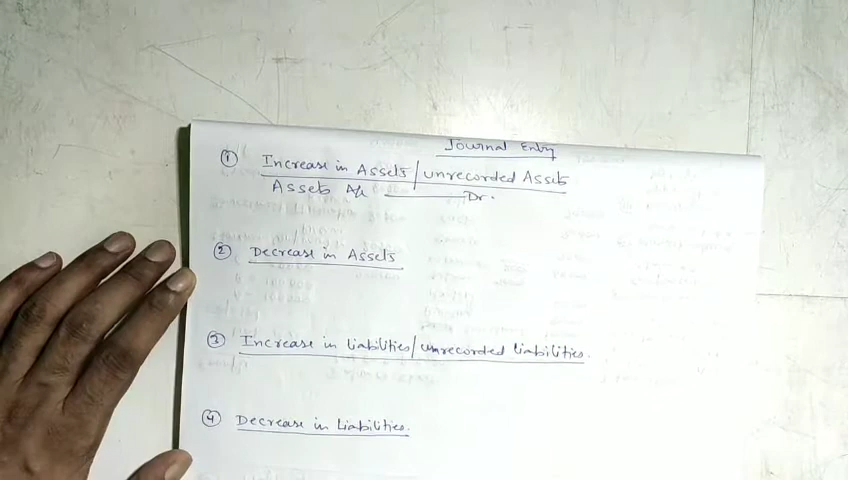 Journal Entry
① Increase in Assets/unrecorded Assets
Assets A/c ——— Dr.
② Decrease in Assets
③ Increase in Liabilities/unrecorded liabilities.
④ Decrease in Liabilities.